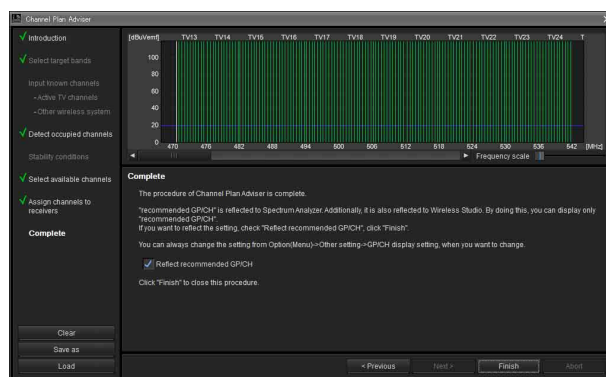 Channel Plan Adviser
Introduction
Select target bands
Input known channels
-Active TV channels
-Other wireless system
Detect occupied channels
Stability conditions
Select available channels
Assign channels to
receivers
Complete
Clear
Save as
Load
[dBuVemf] TV13 TV14 TV15 TV16 TV17 TV18 TV19 TV20 TV21 TV22 TV23 TV24 T
100
80
60
40
20
0
470 476 482 488 494 500 506 512 518 524 530 536 542 [MHz]
Frequency scale
Complete
The procedure of Channel Plan Adviser is complete.
"recommended GP/CH" is reflected to Spectrum Analyzer. Additionally, it is also reflected to Wireless Studio. By doing this, you can display only
"recommended GP/CH".
If you want to reflect the setting, check "Reflect recommended GP/CH", click "Finish".
You can always change the setting from Option(Menu)->Other setting->GP/CH display setting, when you want to change.
Reflect recommended GP/CH
Click "Finish" to close this procedure.
< Previous
Next >
Finish
Abort